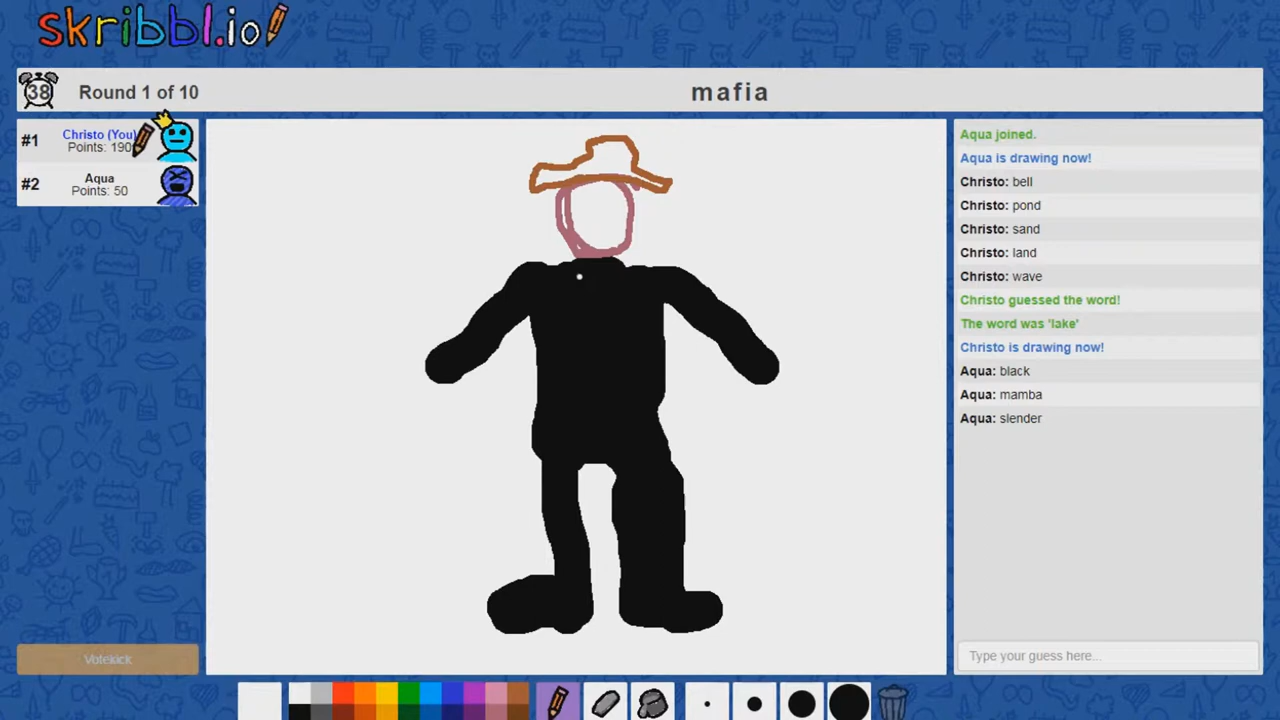 skribbl.io
38 Round 1 of 10
mafia
#1 Christo (You)
Points: 190
#2 Aqua
Points: 50
Aqua joined.
Aqua is drawing now!
Christo: bell
Christo: pond
Christo: sand
Christo: land
Christo: wave
Christo guessed the word!
The word was 'lake'
Christo is drawing now!
Aqua: black
Aqua: mamba
Aqua: slender
Votekick
Type your guess here...